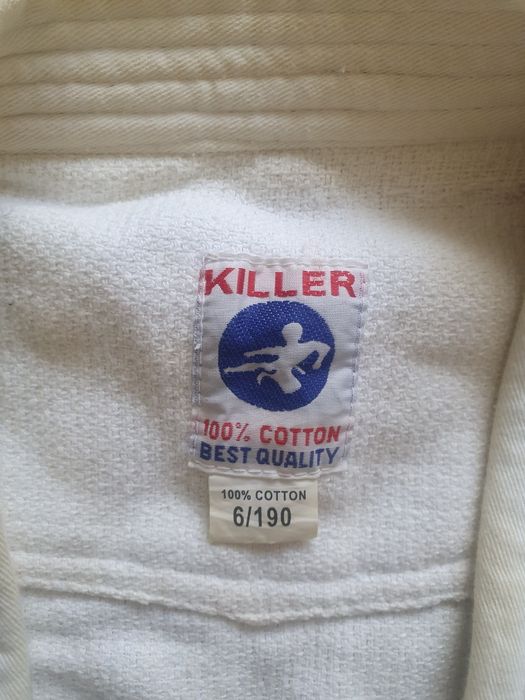 KILLER
100% COTTON
BEST QUALITY
100% COTTON
6/190